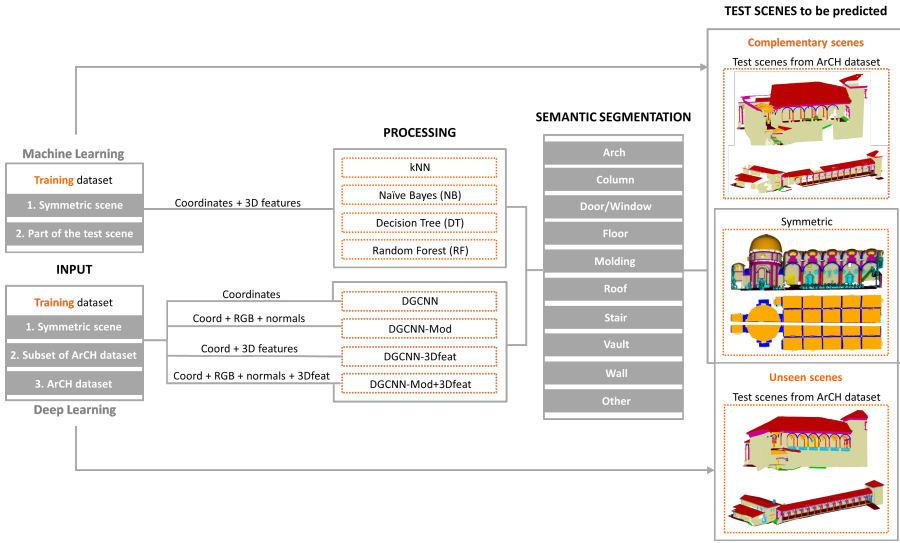 TEST SCENES to be predicted
Complementary scenes
Test scenes from ArCH dataset
Machine Learning
Training dataset
1. Symmetric scene
2. Part of the test scene
INPUT
Training dataset
1. Symmetric scene
2. Subset of ArCH dataset
3. ArCH dataset
Deep Learning
Coordinates + 3D features
Coordinates
Coord + RGB + normals
Coord + 3D features
Coord + RGB + normals + 3Dfeat
PROCESSING
kNN
Naïve Bayes (NB)
Decision Tree (DT)
Random Forest (RF)
DGCNN
DGCNN-Mod
DGCNN-3Dfeat
DGCNN-Mod+3Dfeat
SEMANTIC SEGMENTATION
Arch
Column
Door/Window
Floor
Molding
Roof
Stair
Vault
Wall
Other
Symmetric
Unseen scenes
Test scenes from ArCH dataset